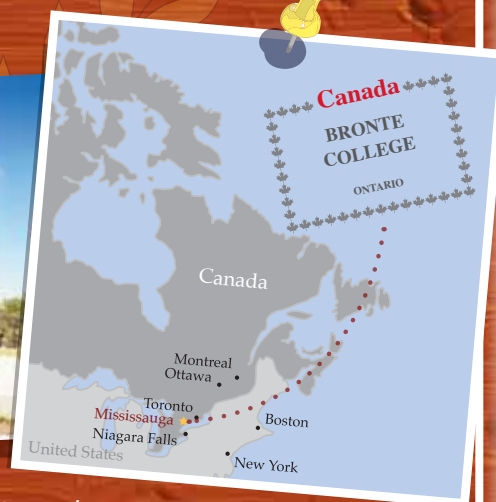 Canada
BRONTE
COLLEGE
ONTARIO
Canada
Montreal
Ottawa
Toronto
Mississauga
Niagara Falls
Boston
United States
New York